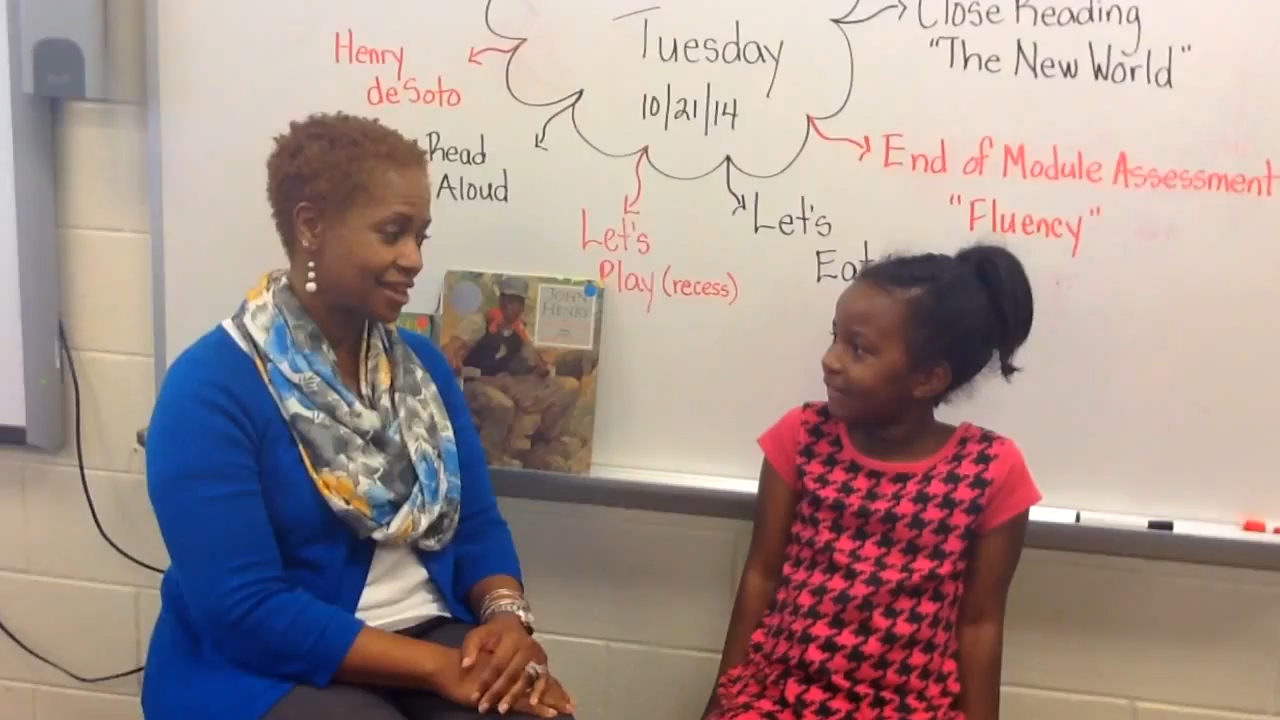 Close Reading
"The New World"
Tuesday
10/21/14
Henry
deSoto
Read
Aloud
End of Module Assessment
"Fluency"
Let's
Play (recess)
Let's
Eat
JOHN
HENRY